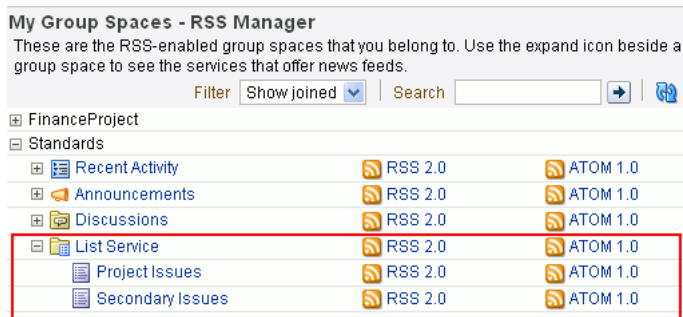 My Group Spaces - RSS Manager
These are the RSS-enabled group spaces that you belong to. Use the expand icon beside a
group space to see the services that offer news feeds.
Filter Show joined Search
FinanceProject
Standards
Recent Activity RSS 2.0 ATOM 1.0
Announcements RSS 2.0 ATOM 1.0
Discussions RSS 2.0 ATOM 1.0
List Service RSS 2.0 ATOM 1.0
Project Issues RSS 2.0 ATOM 1.0
Secondary Issues RSS 2.0 ATOM 1.0